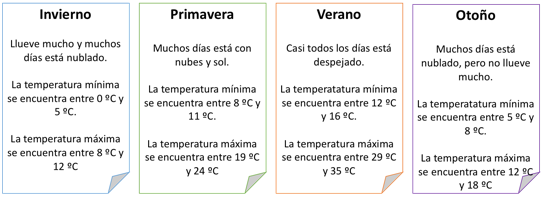 Invierno
Llueve mucho y muchos
días está nublado.
La temperatura mínima
se encuentra entre 0 ºC y
5 ºC.
La temperatura máxima
se encuentra entre 8 ºC y
12 ºC
Primavera
Muchos días está con
nubes y sol.
La temperatura mínima
se encuentra entre 8 ºC y
11 ºC.
La temperatura máxima
se encuentra entre 19 ºC
y 24 ºC
Verano
Casi todos los días está
despejado.
La temperatatura mínima
se encuentra entre 12 ºC
y 16 ºC.
La temperatura máxima
se encuentra entre 29 ºC
y 35 ºC
Otoño
Muchos días está
nublado, pero no llueve
mucho.
La temperatatura mínima
se encuentra entre 5 ºC y
8 ºC.
La temperatura máxima
se encuentra entre 12 ºC
y 18 ºC